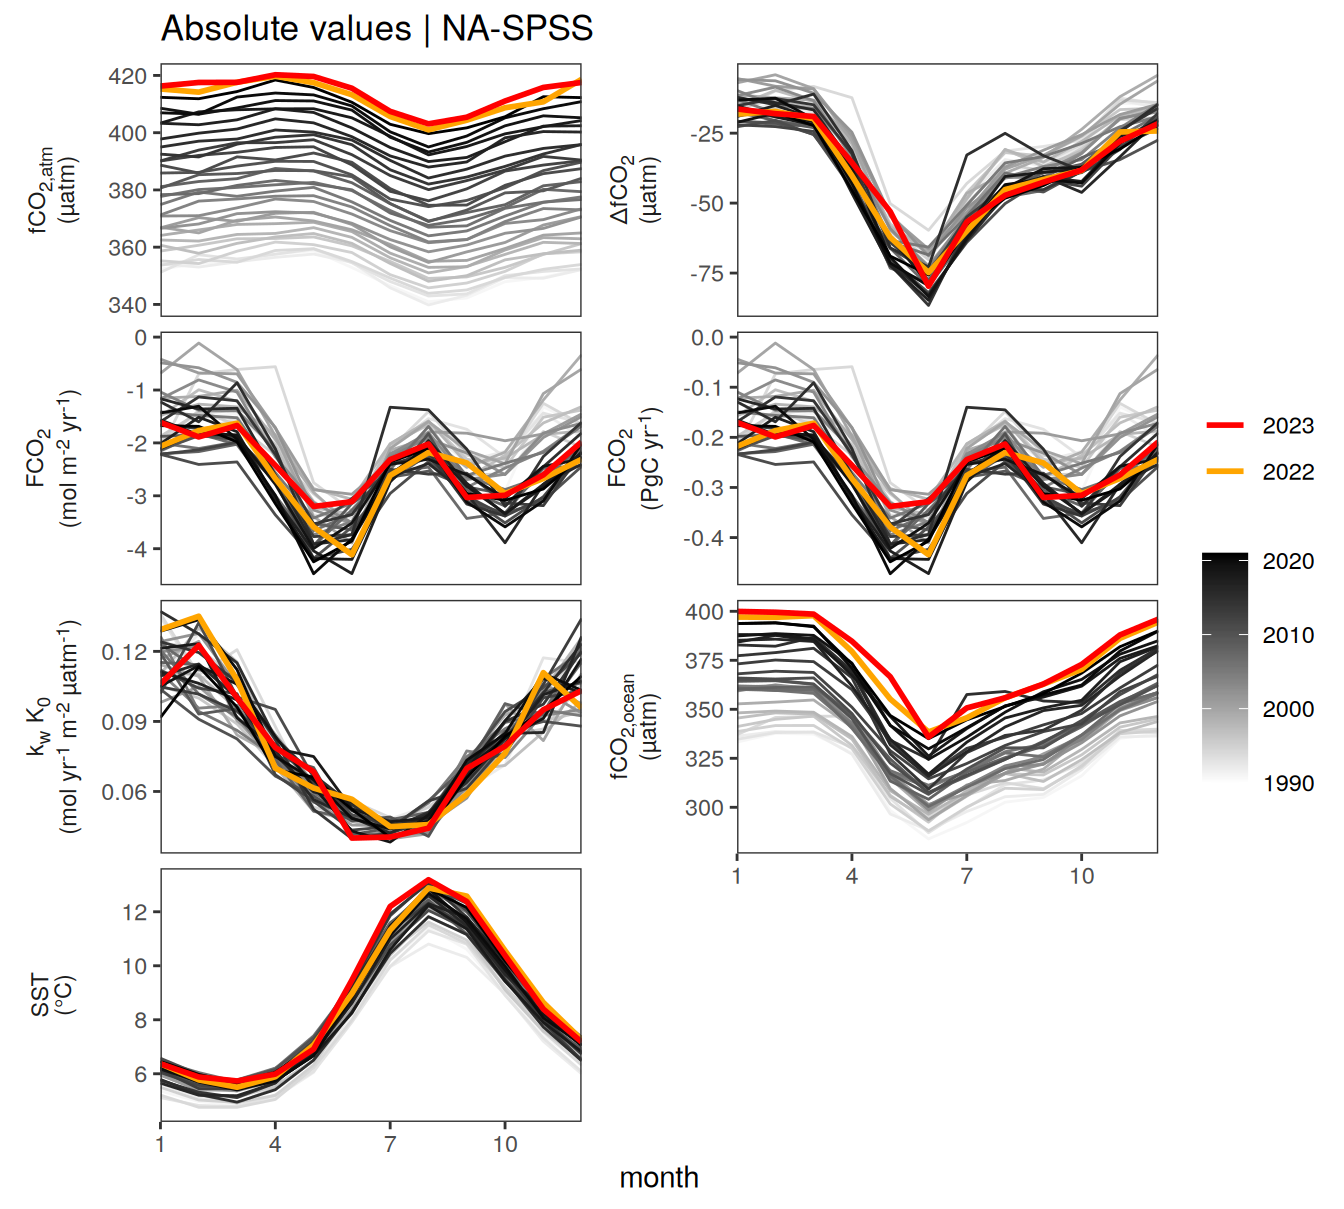 Absolute values | NA-SPSS
fCO2,atm
(µatm)
420
400
380
360
340
ΔfCO2
(µatm)
-25
-50
-75
FCO2
(mol m-2 yr-1)
0
-1
-2
-3
-4
FCO2
(PgC yr-1)
0.0
-0.1
-0.2
-0.3
-0.4
kw K0
(mol yr-1 m-2 µatm-1)
0.12
0.09
0.06
fCO2,ocean
(µatm)
400
375
350
325
300
1 4 7 10
SST
(°C)
12
10
8
6
1 4 7 10
month
2023
2022
2020
2010
2000
1990